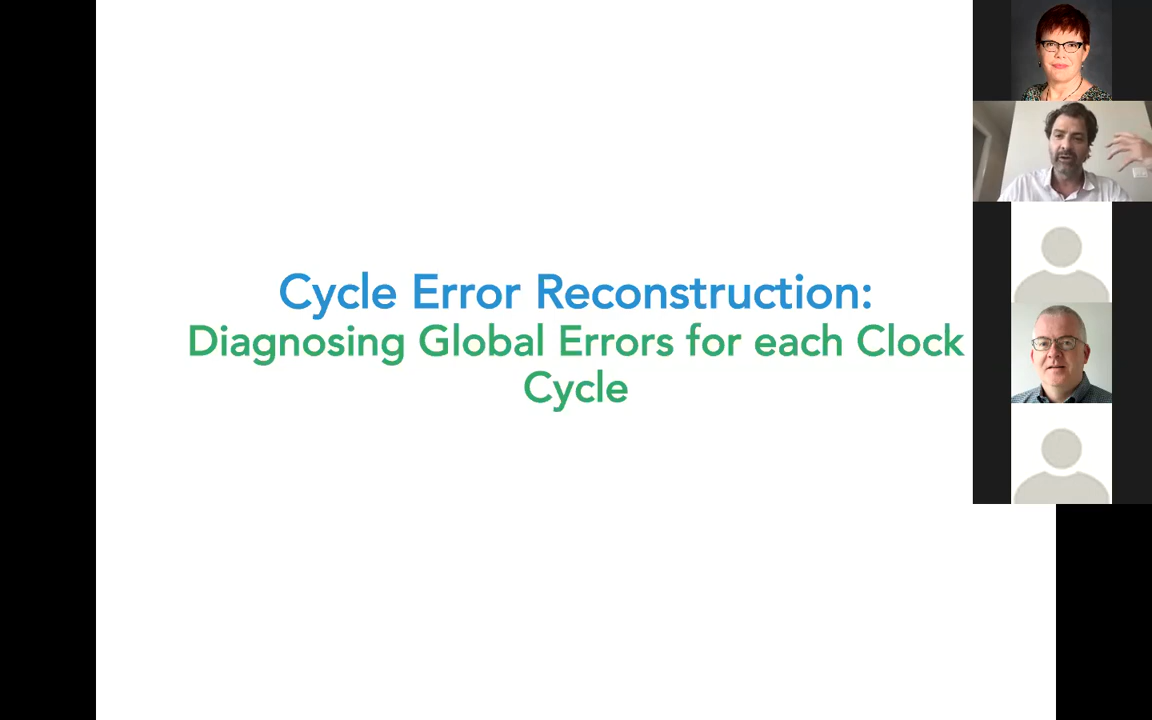 Cycle Error Reconstruction:
Diagnosing Global Errors for each Clock
Cycle